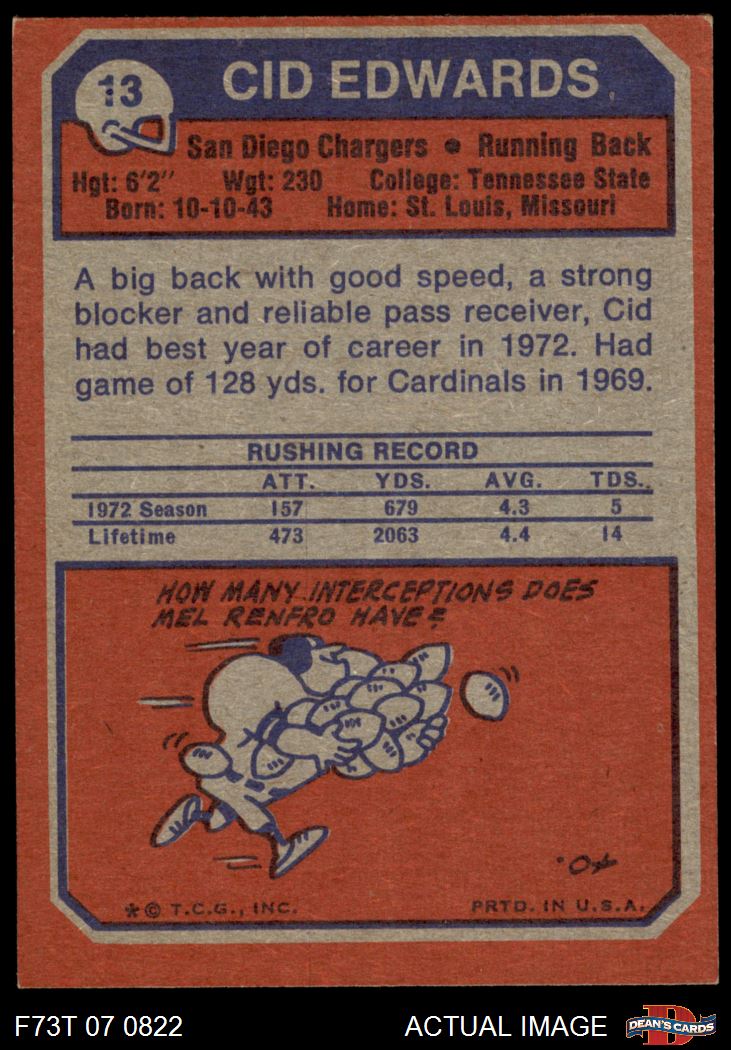 13
CID EDWARDS
San Diego Chargers ● Running Back
Hgt: 6'2" Wgt: 230 College: Tennessee State
Born: 10-10-43 Home: St. Louis, Missouri
A big back with good speed, a strong
blocker and reliable pass receiver, Cid
had best year of career in 1972. Had
game of 128 yds. for Cardinals in 1969.
RUSHING RECORD
ATT. YDS. AVG. TDS.
1972 Season 157 679 4.3 5
Lifetime 473 2063 4.4 14
HOW MANY INTERCEPTIONS DOES
MEL RENFRO HAVE?
*© T.C.G., INC. PRTD. IN U.S.A.
F73T 07 0822 ACTUAL IMAGE DEAN'S CARDS